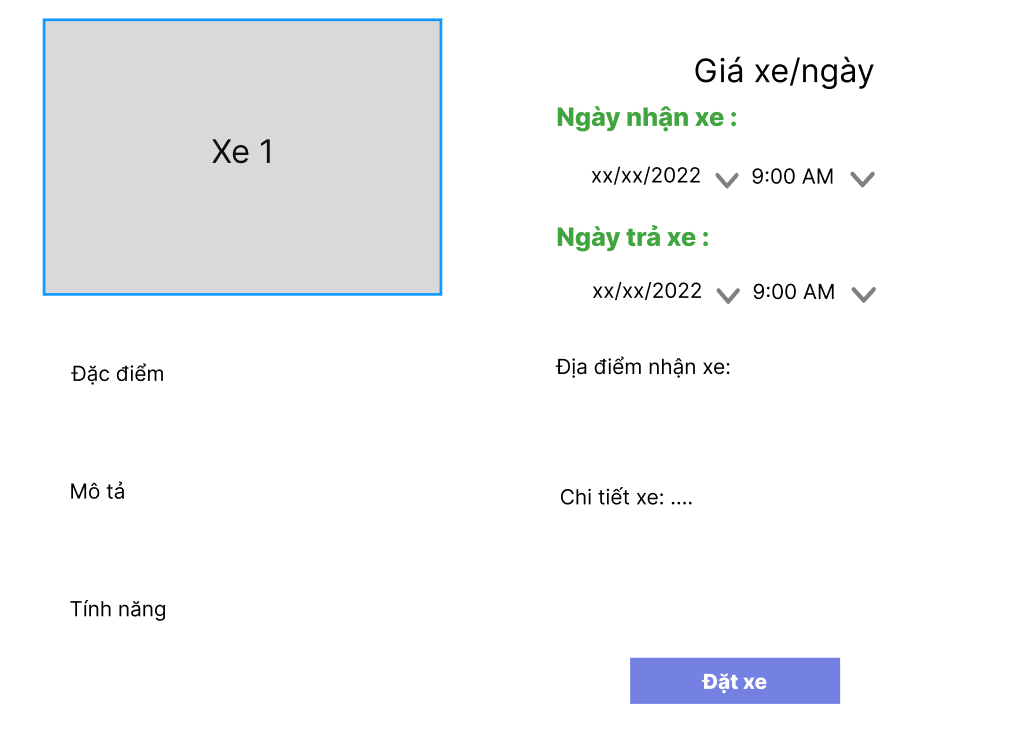 Xe 1
Đặc điểm
Mô tả
Tính năng
Giá xe/ngày
Ngày nhận xe :
xx/xx/2022 9:00 AM
Ngày trả xe :
xx/xx/2022 9:00 AM
Địa điểm nhận xe:
Chi tiết xe: ....
Đặt xe